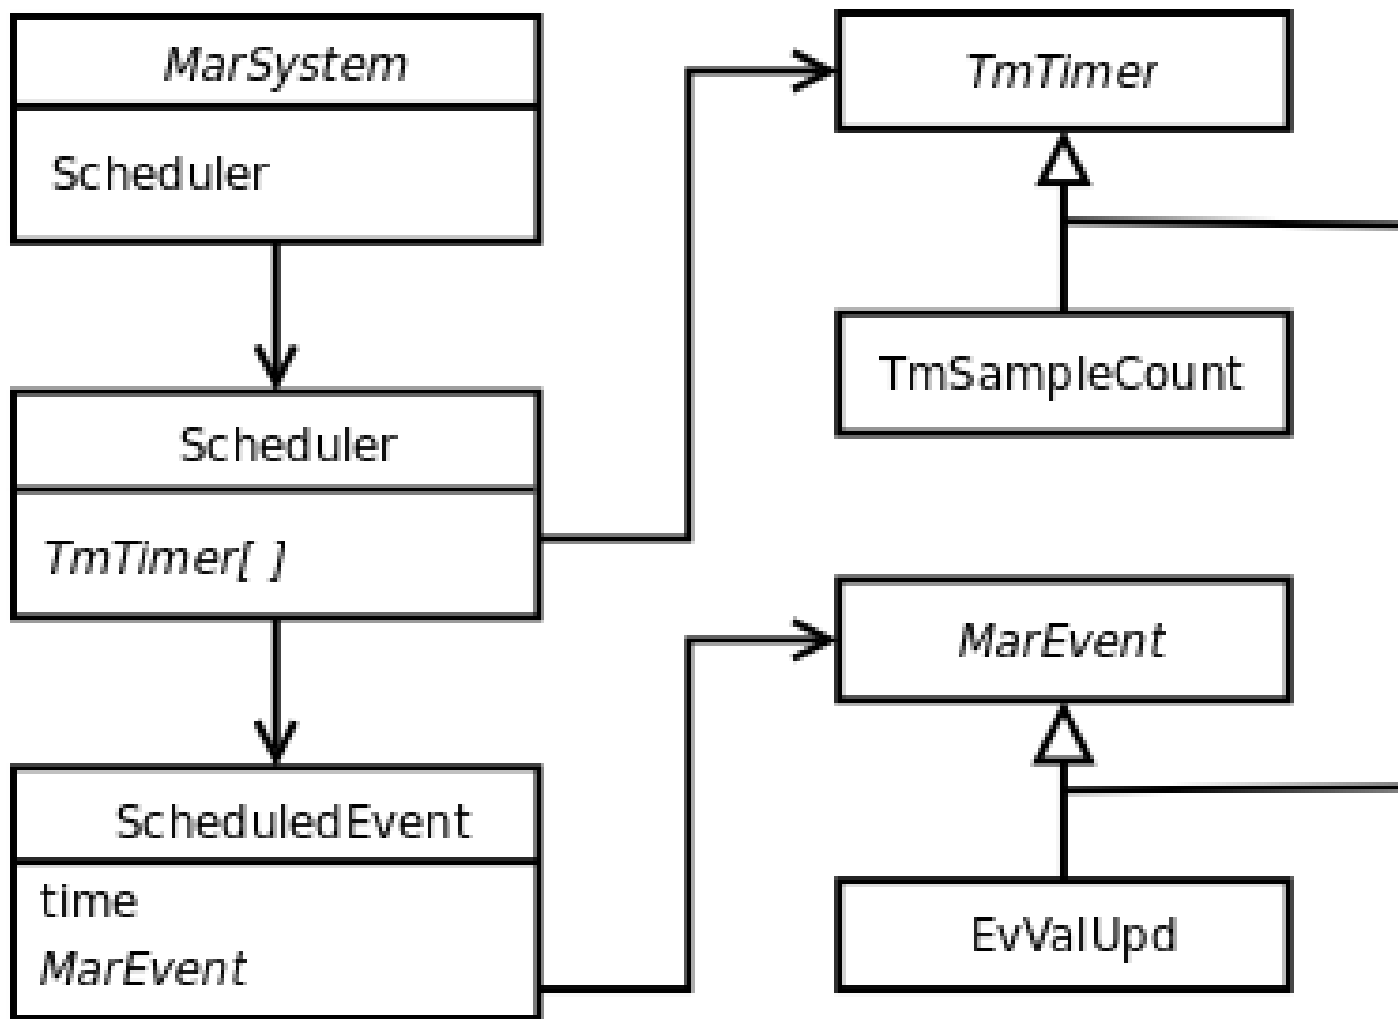 MarSystem
Scheduler
Scheduler
TmTimer[ ]
ScheduledEvent
time
MarEvent
TmTimer
TmSampleCount
MarEvent
EvValUpd